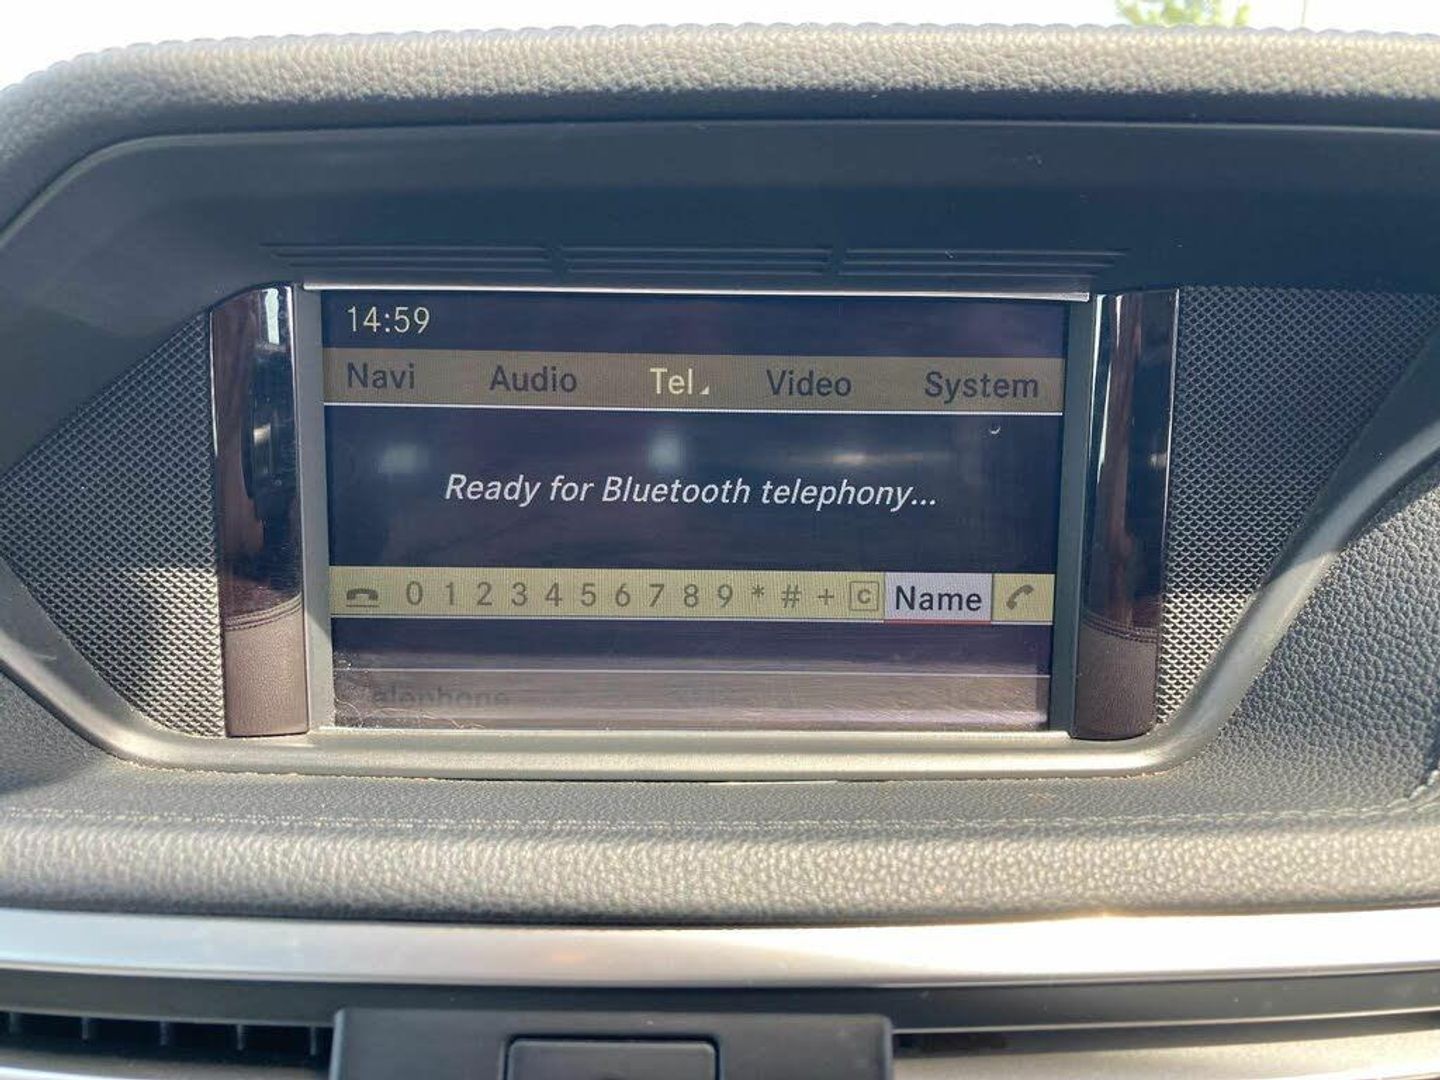 14:59
Navi Audio Tel Video System
Ready for Bluetooth telephony...
0 1 2 3 4 5 6 7 8 9 * # + C Name